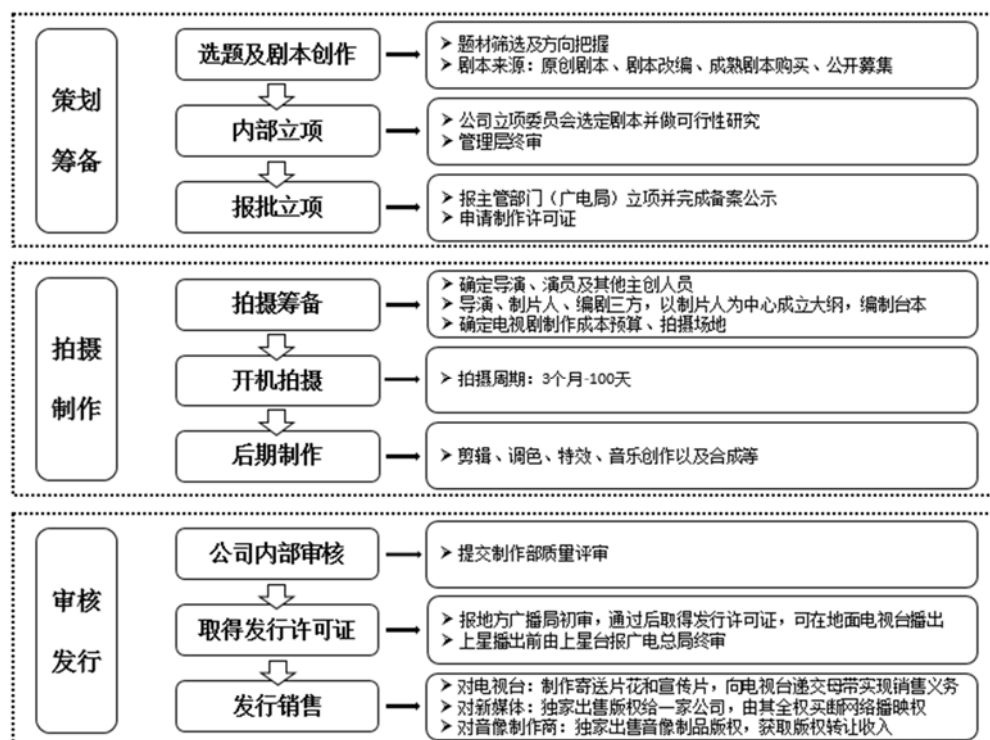 策划
筹备
选题及剧本创作
➢ 题材筛选及方向把握
➢ 剧本来源：原创剧本、剧本改编、成熟剧本购买、公开募集
内部立项
➢ 公司立项委员会选定剧本并做可行性研究
➢ 管理层终审
报批立项
➢ 报主管部门（广电局）立项并完成备案公示
➢ 申请制作许可证
拍摄
制作
拍摄筹备
➢ 确定导演、演员及其他主创人员
➢ 导演、制片人、编剧三方，以制片人为中心成立大纲，编制台本
➢ 确定电视剧制作成本预算、拍摄场地
开机拍摄
➢ 拍摄周期：3个月-100天
后期制作
➢ 剪辑、调色、特效、音乐创作以及合成等
审核
发行
公司内部审核
➢ 提交制作部质量评审
取得发行许可证
➢ 报地方广播局初审，通过后取得发行许可证，可在地面电视台播出
➢ 上星播出前由上星台报广电总局终审
发行销售
➢ 对电视台：制作寄送片花和宣传片，向电视台递交母带实现销售义务
➢ 对新媒体：独家出售版权给一家公司，由其全权买断网络播映权
➢ 对音像制作商：独家出售音像制品版权，获取版权转让收入